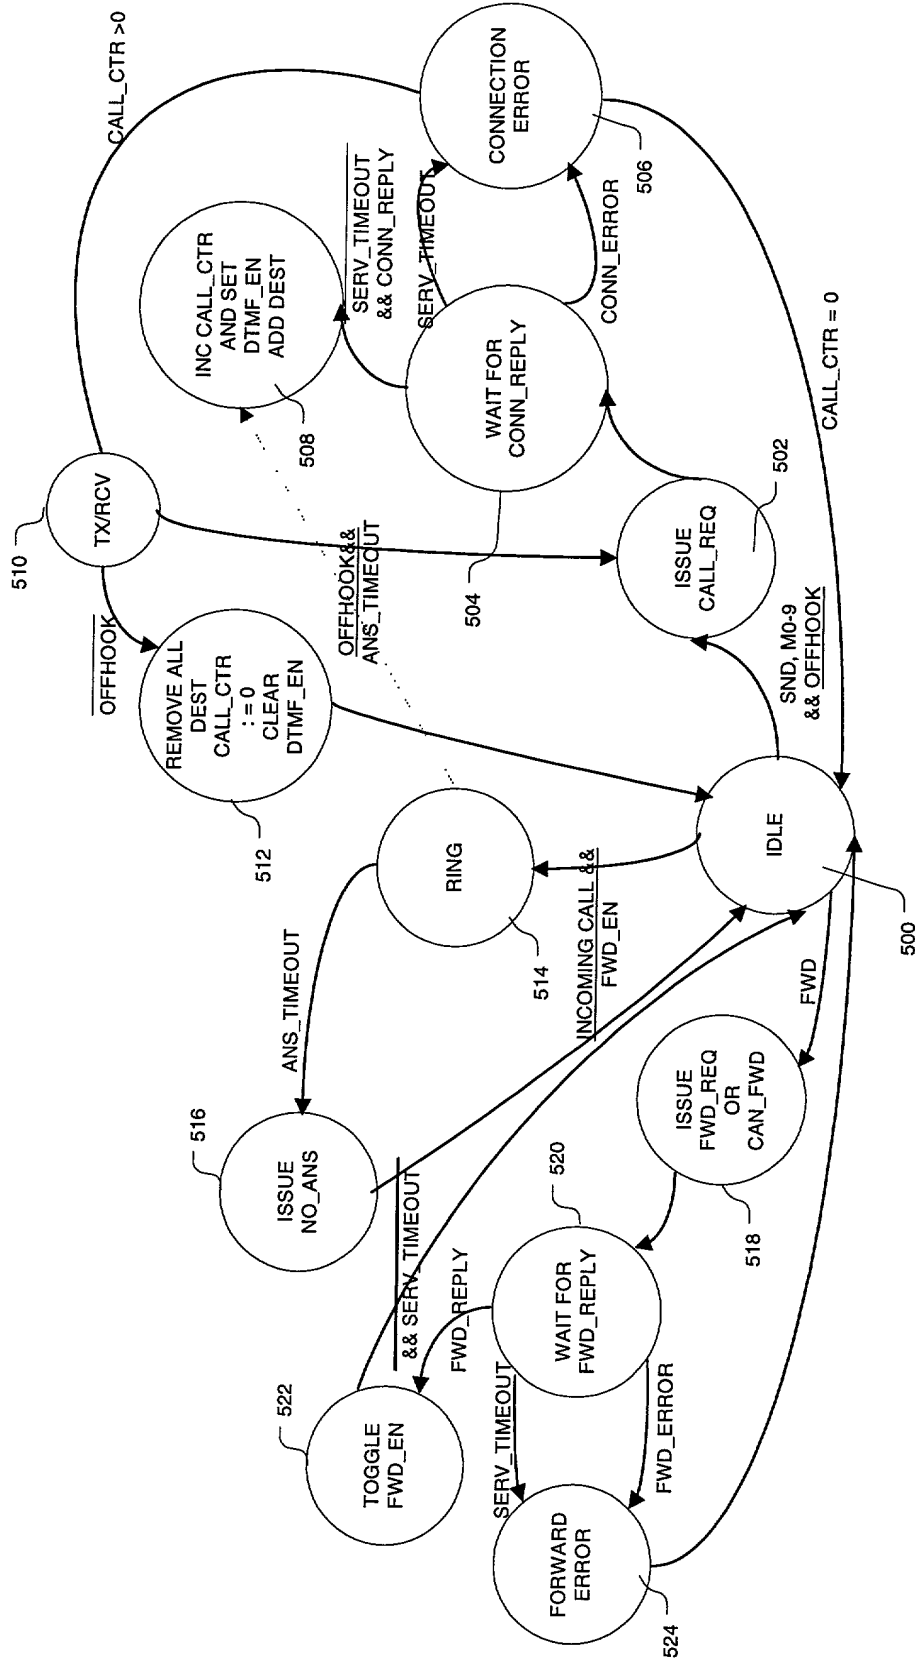 CALL_CTR >0
510
TX/RCV
OFFHOOK
INC CALL_CTR
AND SET
DTMF_EN
ADD DEST
508
SERV_TIMEOUT
&& CONN_REPLY
SERV_TIMEOUT
CONNECTION
ERROR
506
CONN_ERROR
WAIT FOR
CONN_REPLY
504
OFFHOOK&&
ANS_TIMEOUT
ISSUE
CALL_REQ
502
CALL_CTR = 0
SND, M0-9
&& OFFHOOK
REMOVE ALL
DEST
CALL_CTR
:=0
CLEAR
DTMF_EN
512
RING
514
IDLE
500
INCOMING CALL &&
FWD_EN
ANS_TIMEOUT
516
ISSUE
NO_ANS
FWD
ISSUE
FWD_REQ
OR
CAN_FWD
518
520
WAIT FOR
FWD_REPLY
&& SERV_TIMEOUT
FWD_REPLY
522
TOGGLE
FWD_EN
SERV_TIMEOUT
FWD_ERROR
FORWARD
ERROR
524